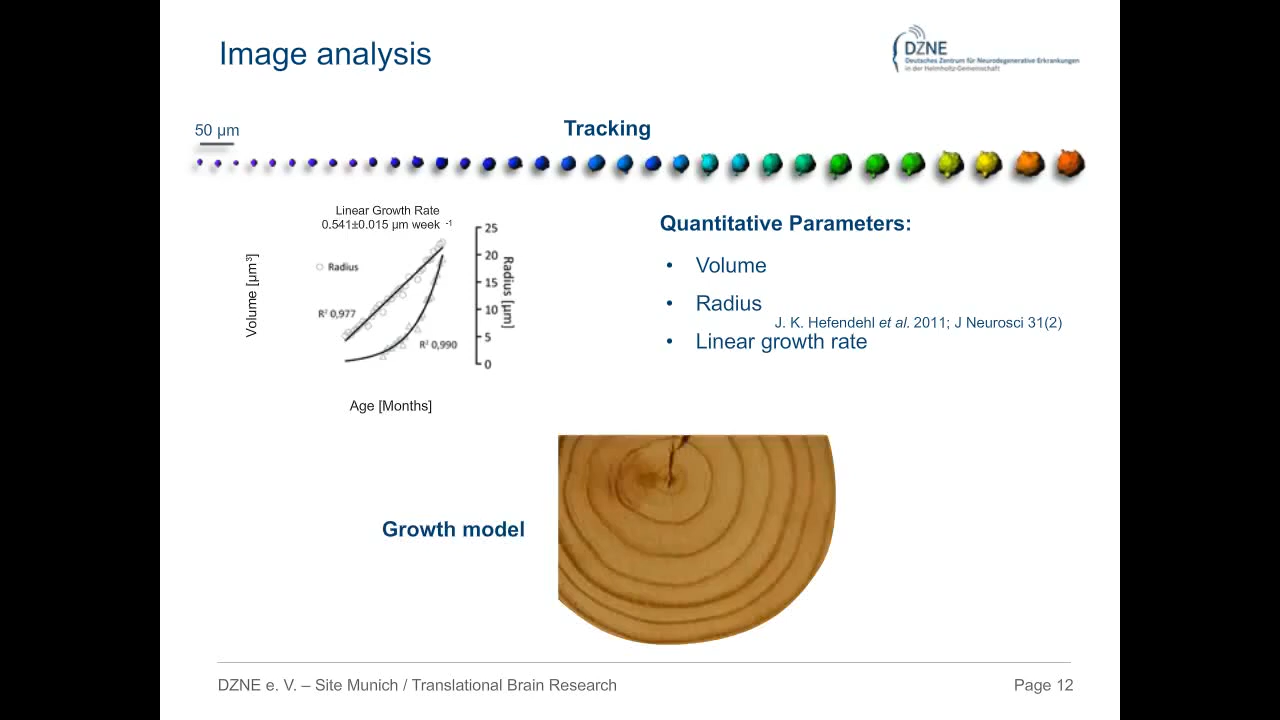 Image analysis
DZNE
Deutsches Zentrum für Neurodegenerative Erkrankungen
in der Helmholtz-Gemeinschaft
50 µm
Tracking
Linear Growth Rate
0.541±0.015 µm week -1
Volume [µm³]
Radius
R² 0,977
R² 0,990
25
20
15
10
5
0
Radius [µm]
Age [Months]
Quantitative Parameters:
• Volume
• Radius
J. K. Hefendehl et al. 2011; J Neurosci 31(2)
• Linear growth rate
Growth model
DZNE e. V. – Site Munich / Translational Brain Research
Page 12